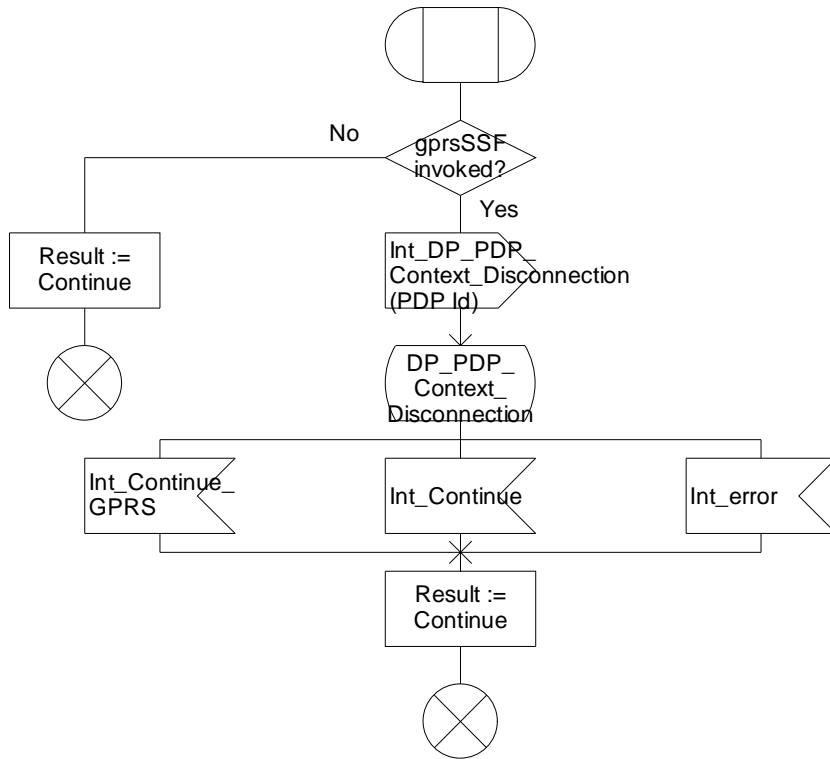 No
gprsSSF
invoked?
Yes
Result :=
Continue
Int_DP_PDP_
Context_Disconnection
(PDP Id)
DP_PDP_
Context_
Disconnection
Int_Continue_
GPRS
Int_Continue
Int_error
Result :=
Continue